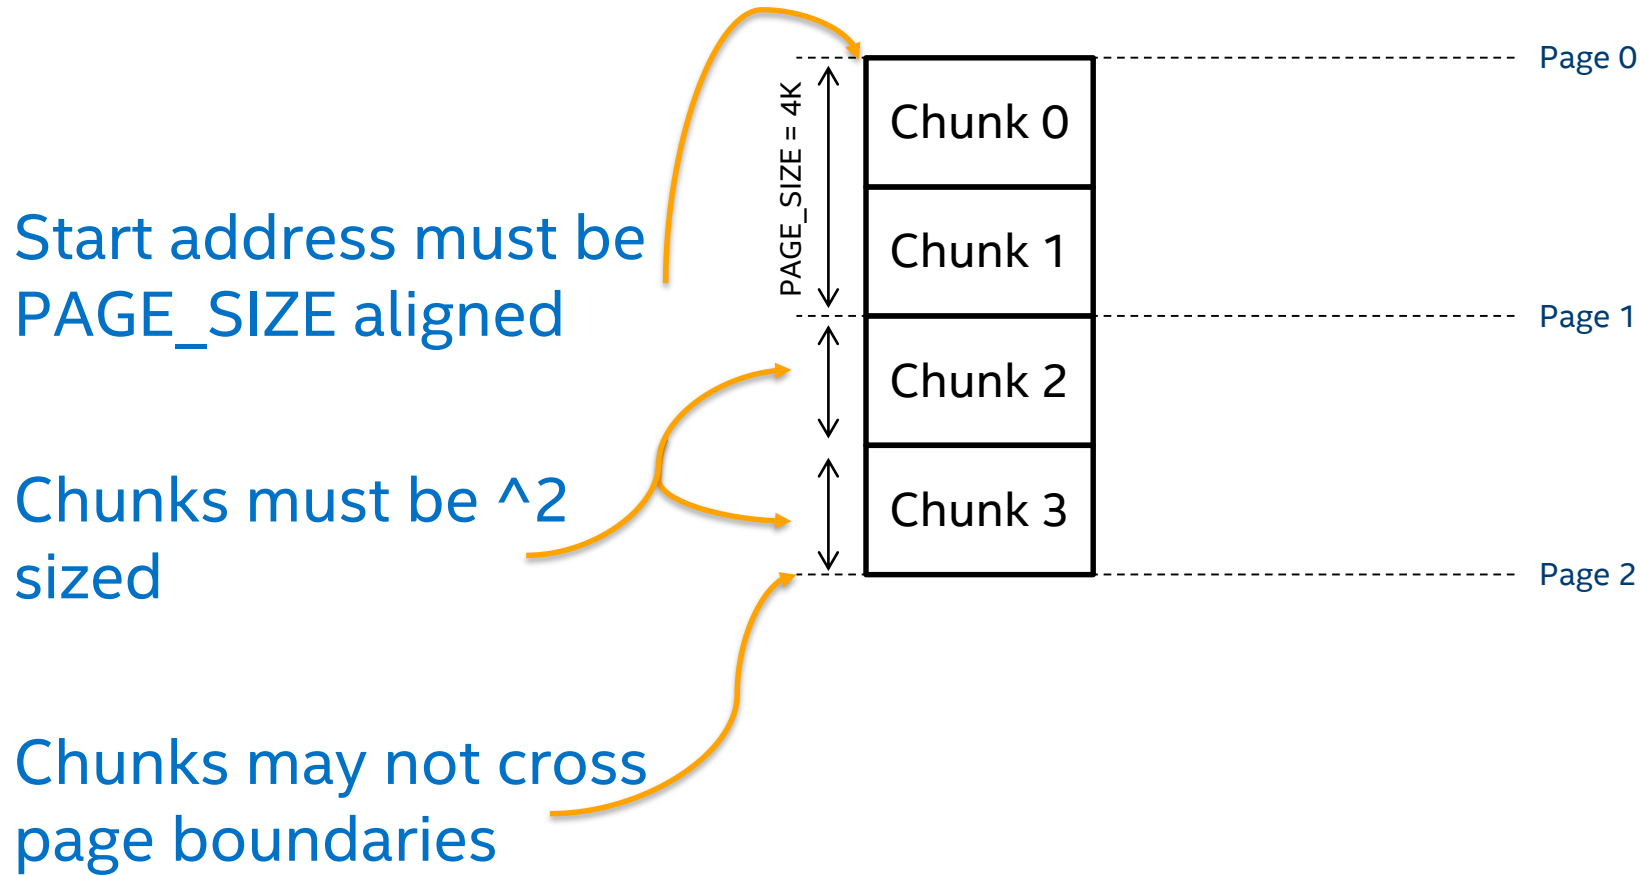 Start address must be
PAGE_SIZE aligned
Chunks must be ^2
sized
Chunks may not cross
page boundaries
PAGE_SIZE = 4K
Chunk 0
Chunk 1
Chunk 2
Chunk 3
Page 0
Page 1
Page 2